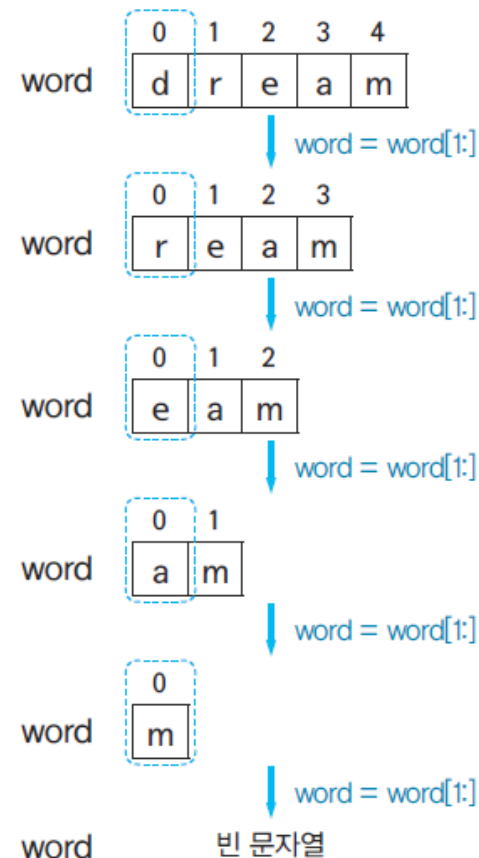 0 1 2 3 4
word d r e a m
word = word[1:]
0 1 2 3
word r e a m
word = word[1:]
0 1 2
word e a m
word = word[1:]
0 1
word a m
word = word[1:]
0
word m
word = word[1:]
word 빈 문자열